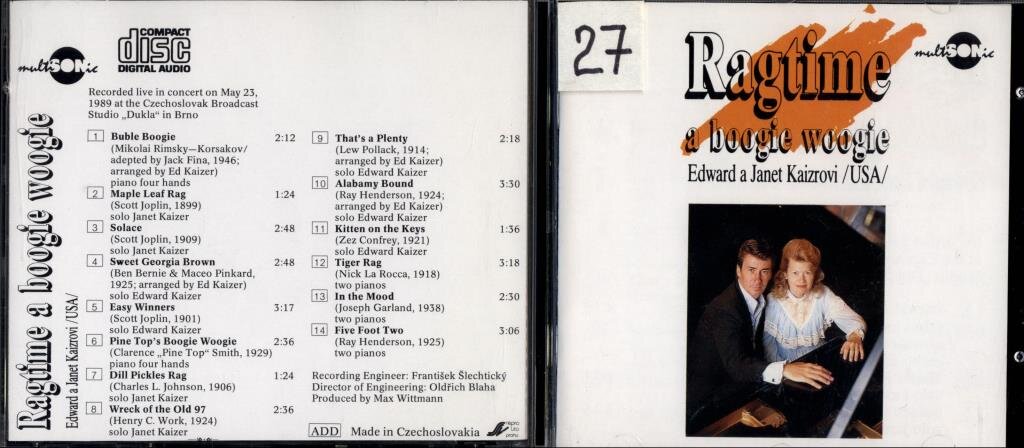 multiSONic
COMPACT
disc
DIGITAL AUDIO
Ragtime a boogie woogie
Edward a Janet Kaizrovi /USA/
Recorded live in concert on May 23,
1989 at the Czechoslovak Broadcast
Studio „Dukla“ in Brno
1 Buble Boogie 2:12
(Mikolai Rimsky—Korsakov/
adepted by Jack Fina, 1946;
arranged by Ed Kaizer)
piano four hands
2 Maple Leaf Rag 1:24
(Scott Joplin, 1899)
solo Janet Kaizer
3 Solace 2:48
(Scott Joplin, 1909)
solo Janet Kaizer
4 Sweet Georgia Brown 2:48
(Ben Bernie & Maceo Pinkard,
1925; arranged by Ed Kaizer)
solo Edward Kaizer
5 Easy Winners 3:17
(Scott Joplin, 1901)
solo Edward Kaizer
6 Pine Top's Boogie Woogie 2:36
(Clarence „Pine Top“ Smith, 1929)
piano four hands
7 Dill Pickles Rag 1:24
(Charles L. Johnson, 1906)
solo Janet Kaizer
8 Wreck of the Old 97 2:36
(Henry C. Work, 1924)
solo Janet Kaizer
9 That's a Plenty 2:18
(Lew Pollack, 1914;
arranged by Ed Kaizer)
solo Edward Kaizer
10 Alabamy Bound 3:30
(Ray Henderson, 1924;
arranged by Ed Kaizer)
solo Edward Kaizer
11 Kitten on the Keys 1:36
(Zez Confrey, 1921)
solo Edward Kaizer
12 Tiger Rag 3:18
(Nick La Rocca, 1918)
two pianos
13 In the Mood 2:30
(Joseph Garland, 1938)
two pianos
14 Five Foot Two 3:06
(Ray Henderson, 1925)
two pianos
Recording Engineer: František Šlechtický
Director of Engineering: Oldřich Blaha
Produced by Max Wittmann
ADD Made in Czechoslovakia
27
Ragtime
a boogie woogie
Edward a Janet Kaizrovi /USA/
multiSONic